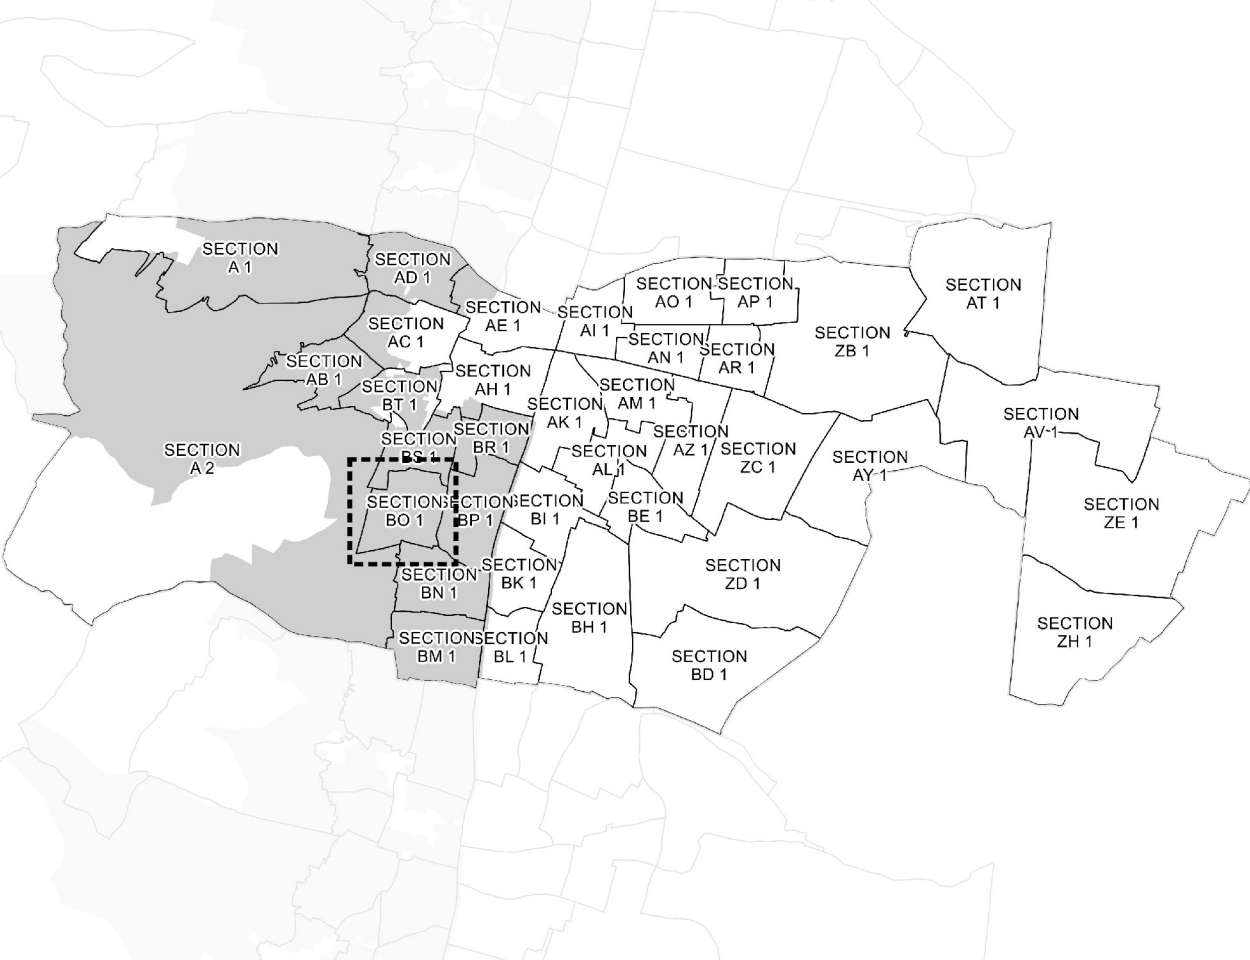 SECTION
A 1
SECTION
AD 1
SECTION
AE 1
SECTION
AI 1
SECTION
AO 1
SECTION
AP 1
SECTION
AT 1
SECTION
AC 1
SECTION
AN 1
SECTION
AR 1
SECTION
ZB 1
SECTION
AB 1
SECTION
BT 1
SECTION
AH 1
SECTION
AM 1
SECTION
AK 1
SECTION
AV 1
SECTION
A 2
SECTION
BS 1
SECTION
BR 1
SECTION
AL 1
SECTION
AZ 1
SECTION
ZC 1
SECTION
AY 1
SECTION
BO 1
SECTION
BP 1
SECTION
BI 1
SECTION
BE 1
SECTION
ZE 1
SECTION
BN 1
SECTION
BK 1
SECTION
ZD 1
SECTION
BH 1
SECTION
BM 1
SECTION
BL 1
SECTION
BD 1
SECTION
ZH 1